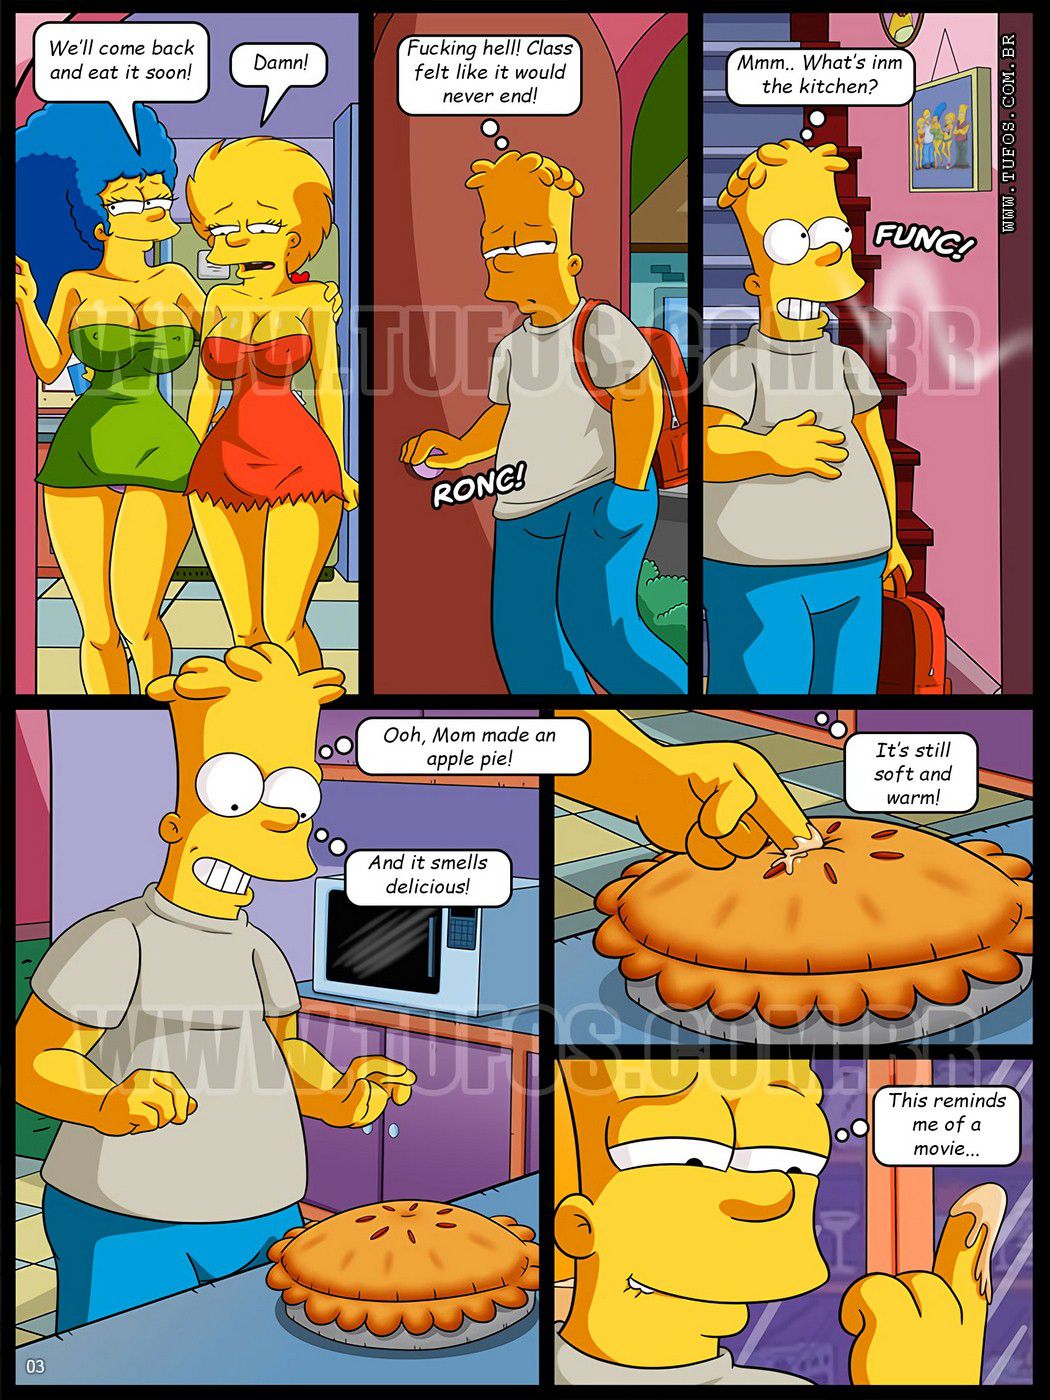 We'll come back
and eat it soon!
Damn!
Fucking hell! Class
felt like it would
never end!
RONC!
Mmm.. What's inm
the kitchen?
FUNC!
WWW.TUFOS.COM.BR
WWW.TUFOS.COM.BR
Ooh, Mom made an
apple pie!
And it smells
delicious!
It's still
soft and
warm!
WWW.TUFOS.COM.BR
This reminds
me of a
movie...
03